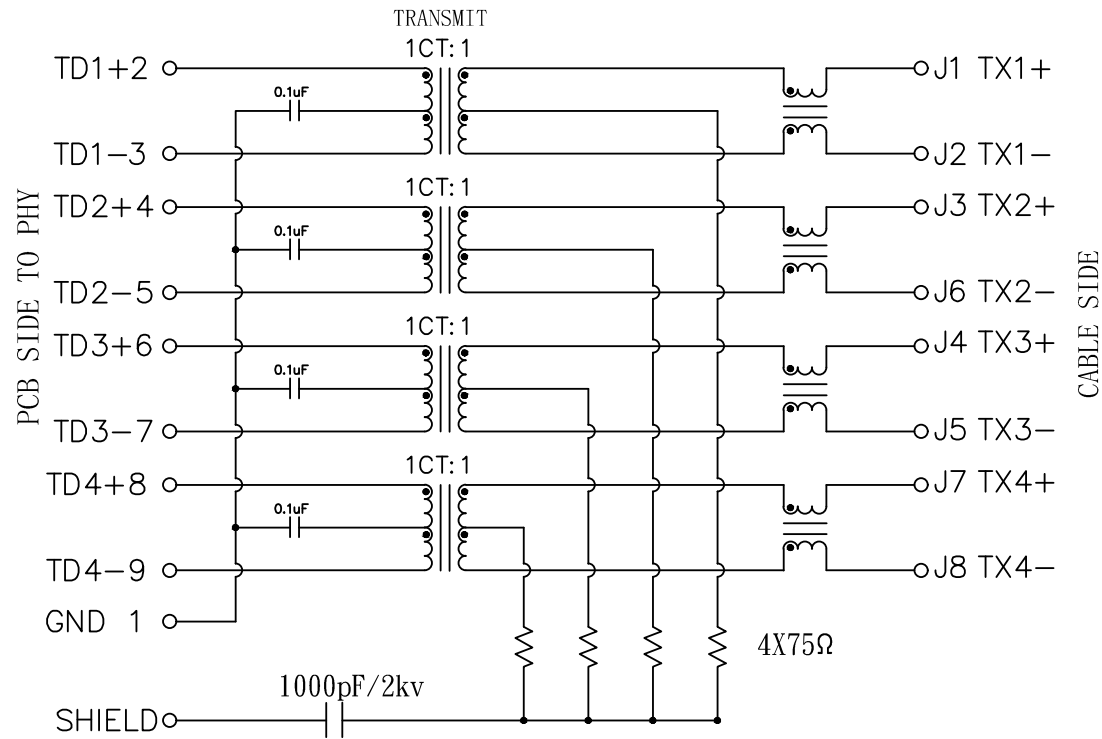 TRANSMIT
1CT:1
TD1+2
J1 TX1+
0.1uF
TD1-3
J2 TX1-
1CT:1
TD2+4
J3 TX2+
0.1uF
TD2-5
J6 TX2-
1CT:1
TD3+6
J4 TX3+
0.1uF
TD3-7
J5 TX3-
1CT:1
TD4+8
J7 TX4+
0.1uF
TD4-9
J8 TX4-
GND 1
4X75Ω
1000pF/2kv
SHIELD
PCB SIDE TO PHY
CABLE SIDE